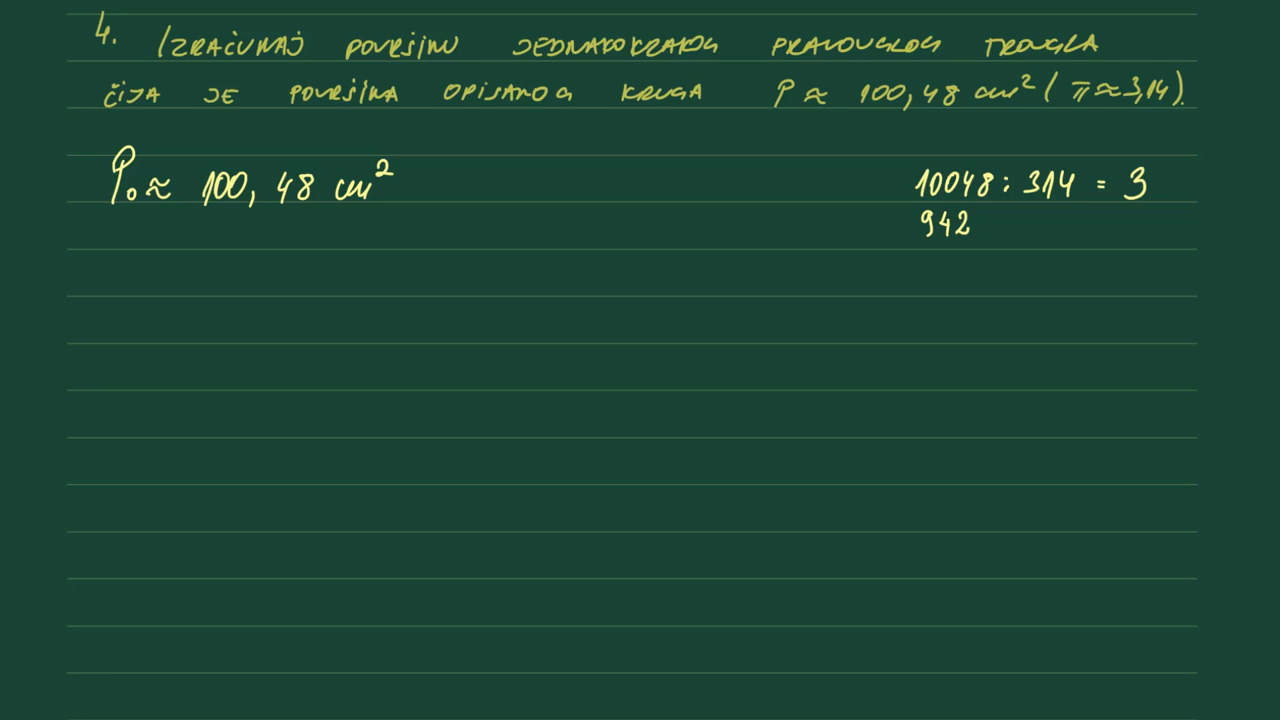 4. IZRAČUNAJ POVRŠINU JEDNAKOKRAKOG PRAVOUGLOG TROUGLA
ČIJA JE POVRŠINA OPISANOG KRUGA P ≈ 100,48 cm² (π ≈ 3,14).
P₀ ≈ 100,48 cm²
10048 : 314 = 3
942